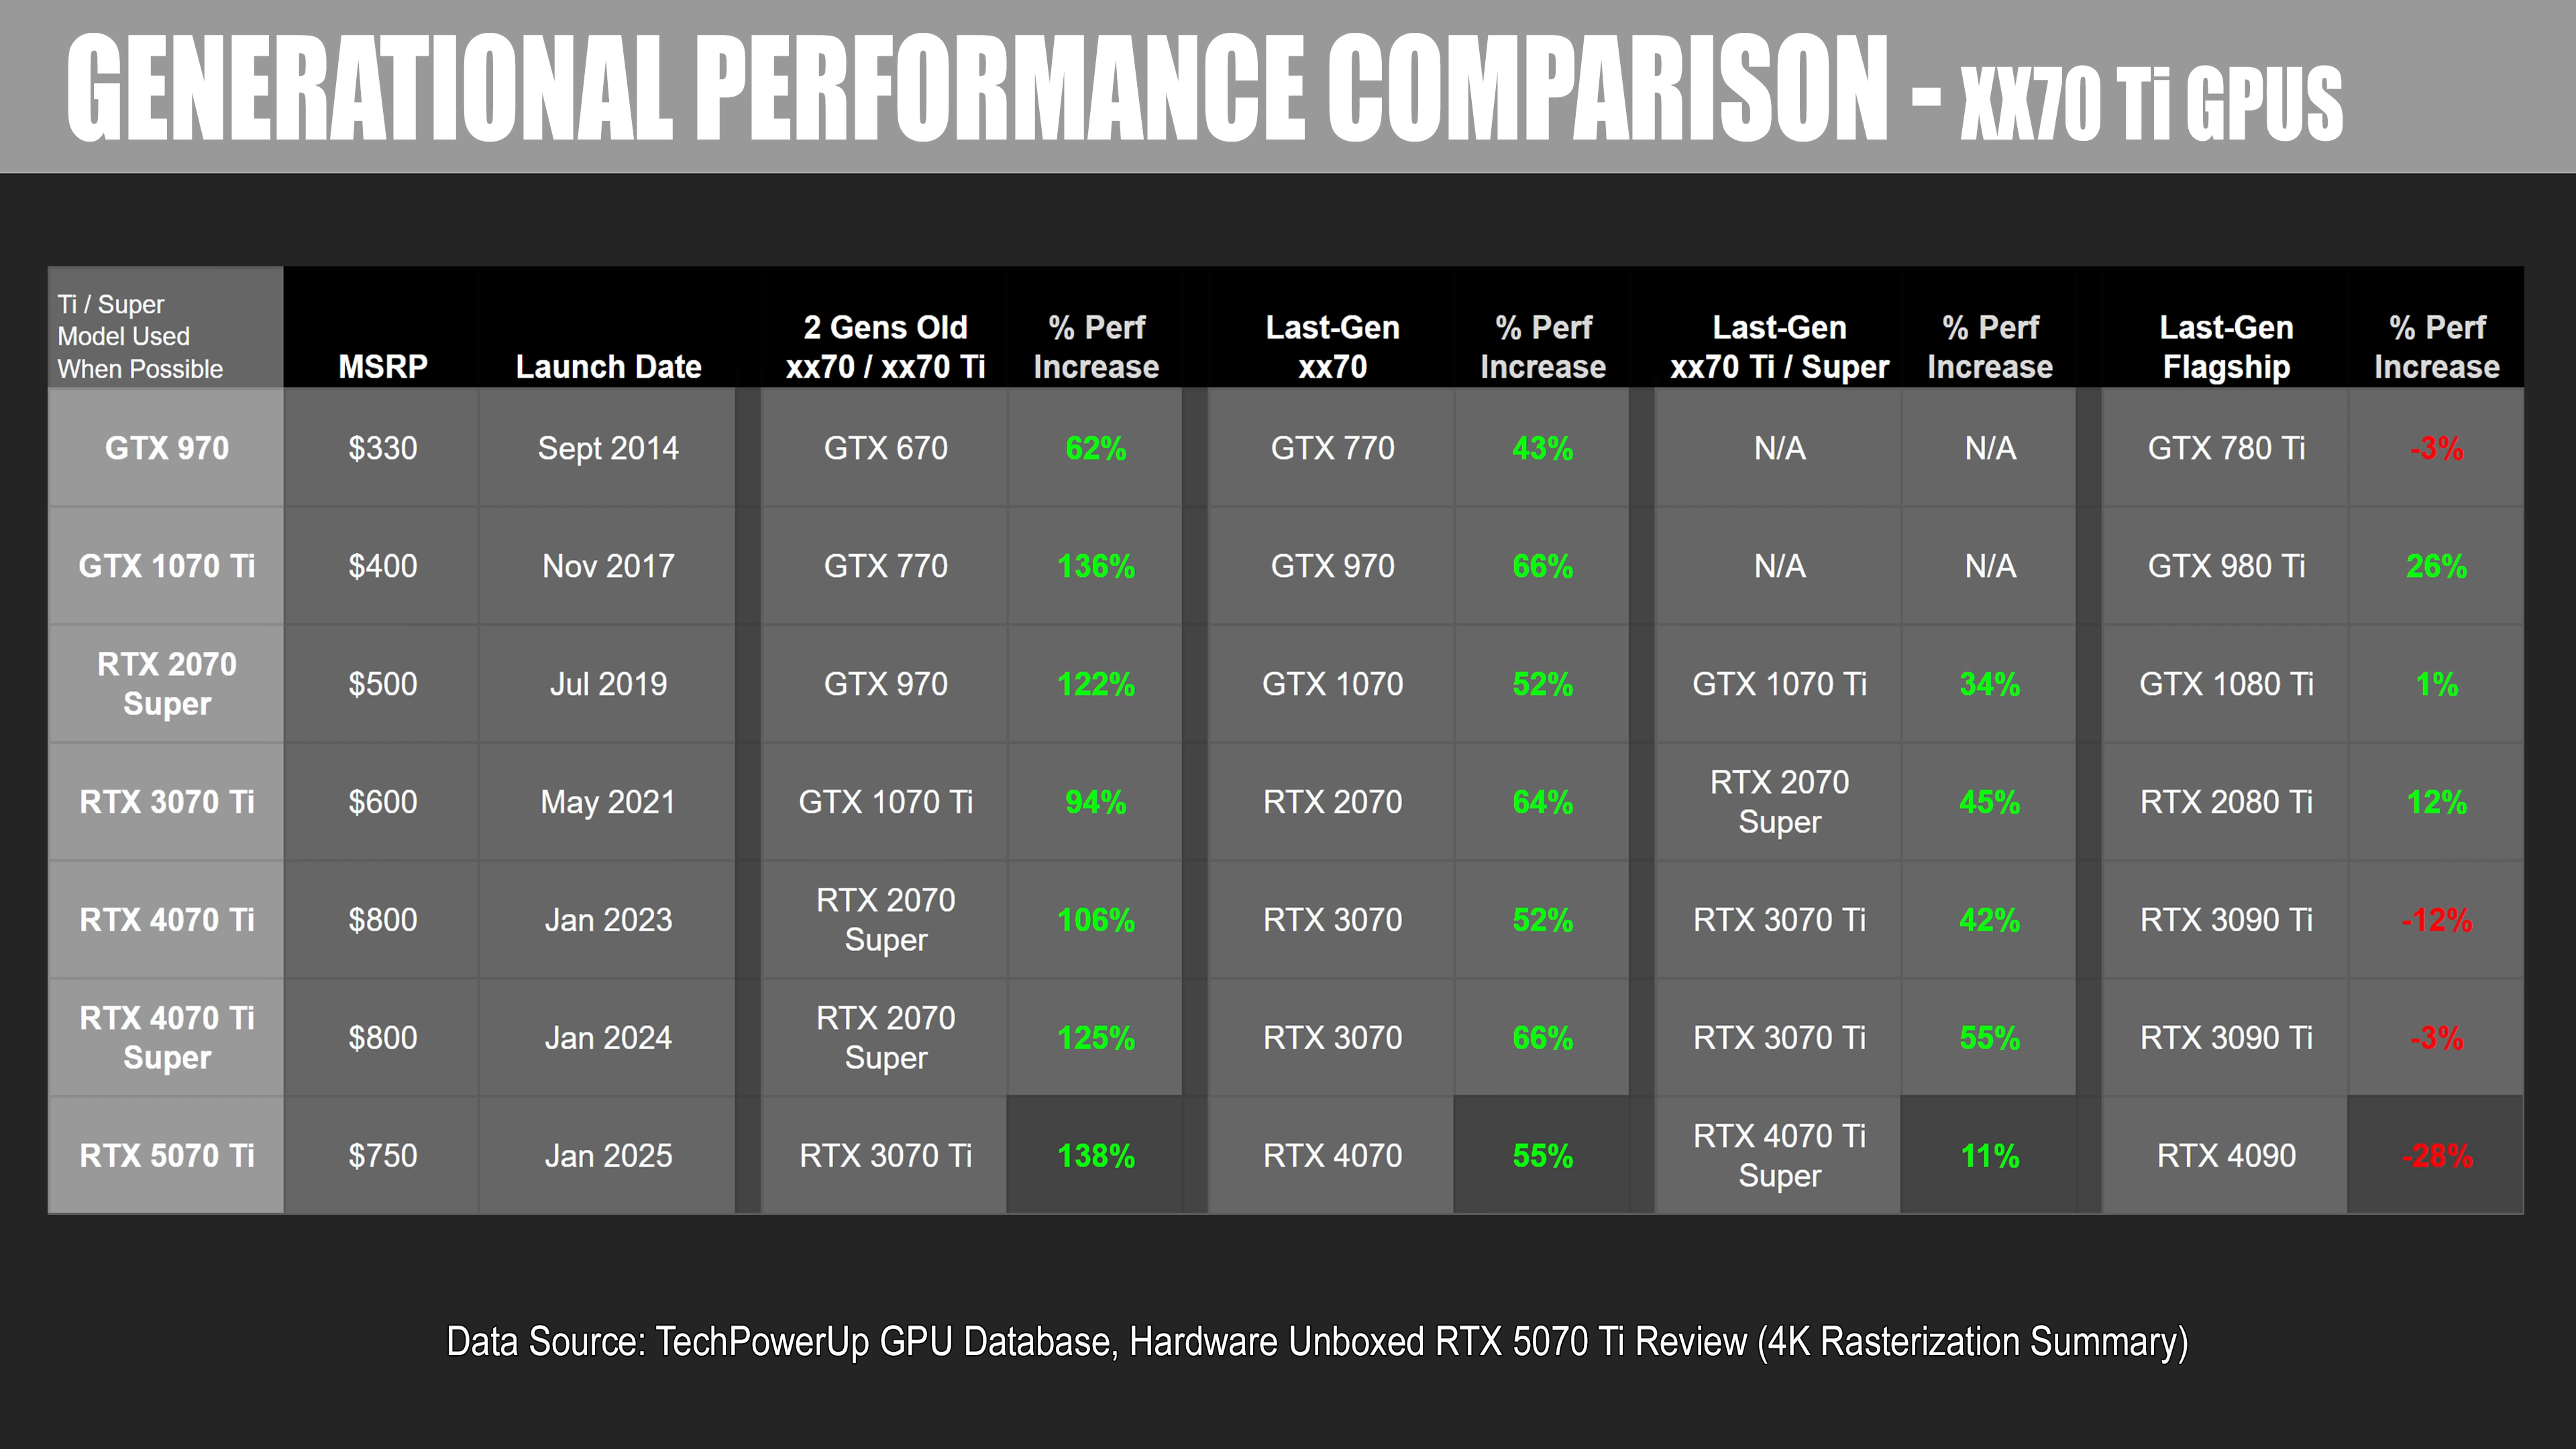 GENERATIONAL PERFORMANCE COMPARISON - XX70 Ti GPUS
Ti / Super
Model Used
When Possible
MSRP
Launch Date
2 Gens Old
xx70 / xx70 Ti
% Perf
Increase
Last-Gen
xx70
% Perf
Increase
Last-Gen
xx70 Ti / Super
% Perf
Increase
Last-Gen
Flagship
% Perf
Increase
GTX 970
$330
Sept 2014
GTX 670
62%
GTX 770
43%
N/A
N/A
GTX 780 Ti
-3%
GTX 1070 Ti
$400
Nov 2017
GTX 770
136%
GTX 970
66%
N/A
N/A
GTX 980 Ti
26%
RTX 2070
Super
$500
Jul 2019
GTX 970
122%
GTX 1070
52%
GTX 1070 Ti
34%
GTX 1080 Ti
1%
RTX 3070 Ti
$600
May 2021
GTX 1070 Ti
94%
RTX 2070
64%
RTX 2070
Super
45%
RTX 2080 Ti
12%
RTX 4070 Ti
$800
Jan 2023
RTX 2070
Super
106%
RTX 3070
52%
RTX 3070 Ti
42%
RTX 3090 Ti
-12%
RTX 4070 Ti
Super
$800
Jan 2024
RTX 2070
Super
125%
RTX 3070
66%
RTX 3070 Ti
55%
RTX 3090 Ti
-3%
RTX 5070 Ti
$750
Jan 2025
RTX 3070 Ti
138%
RTX 4070
55%
RTX 4070 Ti
Super
11%
RTX 4090
-28%
Data Source: TechPowerUp GPU Database, Hardware Unboxed RTX 5070 Ti Review (4K Rasterization Summary)